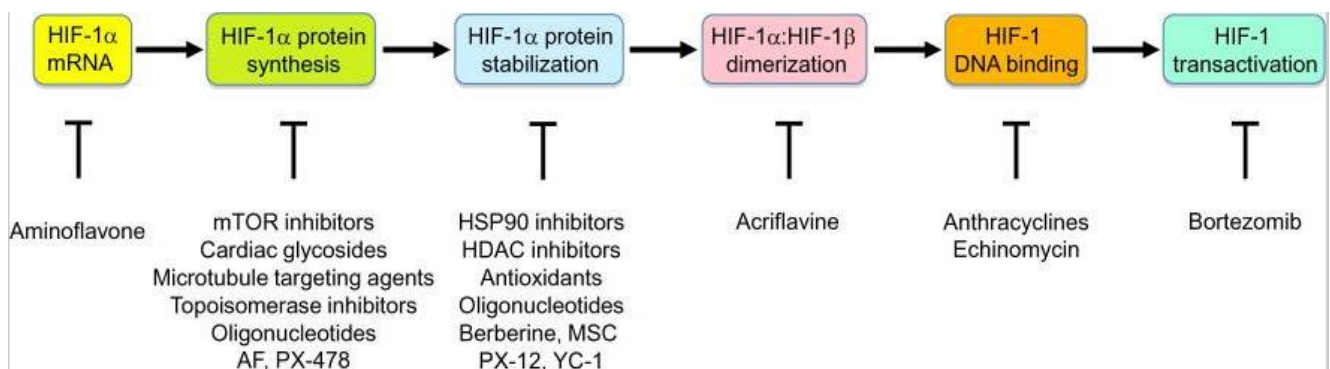 HIF-1α
mRNA
HIF-1α protein
synthesis
HIF-1α protein
stabilization
HIF-1α:HIF-1β
dimerization
HIF-1
DNA binding
HIF-1
transactivation
Aminoflavone
mTOR inhibitors
Cardiac glycosides
Microtubule targeting agents
Topoisomerase inhibitors
Oligonucleotides
AF, PX-478
HSP90 inhibitors
HDAC inhibitors
Antioxidants
Oligonucleotides
Berberine, MSC
PX-12, YC-1
Acriflavine
Anthracyclines
Echinomycin
Bortezomib